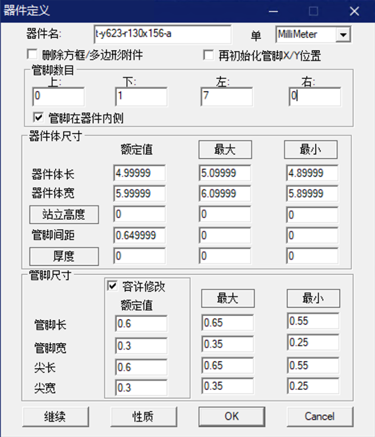 器件定义
器件名: t-y623-r130x156-a 单 MilliMeter
删除方框/多边形附件 再初始化管脚X/Y位置
管脚数目
上: 下: 左: 右:
0 1 7 0
管脚在器件内侧
器件体尺寸
额定值 最大 最小
器件体长 4.99999 5.09999 4.89999
器件体宽 5.99999 6.09999 5.89999
站立高度 0 0 0
管脚间距 0.649999 0 0
厚度 0 0 0
管脚尺寸
容许修改
额定值 最大 最小
管脚长 0.6 0.65 0.55
管脚宽 0.3 0.35 0.25
尖长 0.6 0.65 0.55
尖宽 0.3 0.35 0.25
继续 性质 OK Cancel